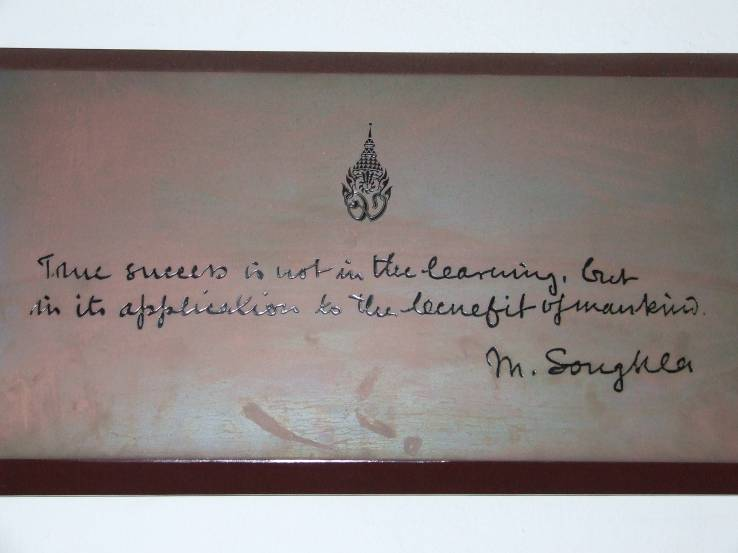 True success is not in the learning, but
in its application to the benefit of mankind.
M. Songkla